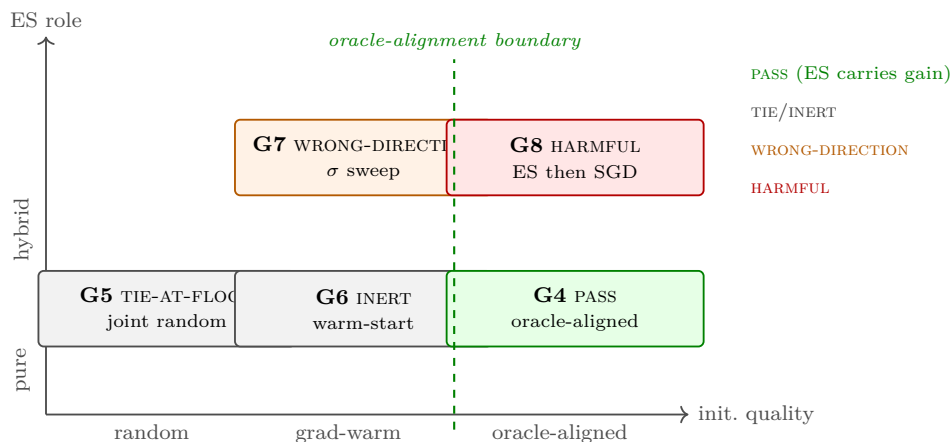 ES role
oracle-alignment boundary
PASS (ES carries gain)
TIE/INERT
WRONG-DIRECTION
HARMFUL
G7 WRONG-DIRECTI
σ sweep
G8 HARMFUL
ES then SGD
hybrid
G5 TIE-AT-FLOO
joint random
G6 INERT
warm-start
G4 PASS
oracle-aligned
pure
init. quality
random
grad-warm
oracle-aligned